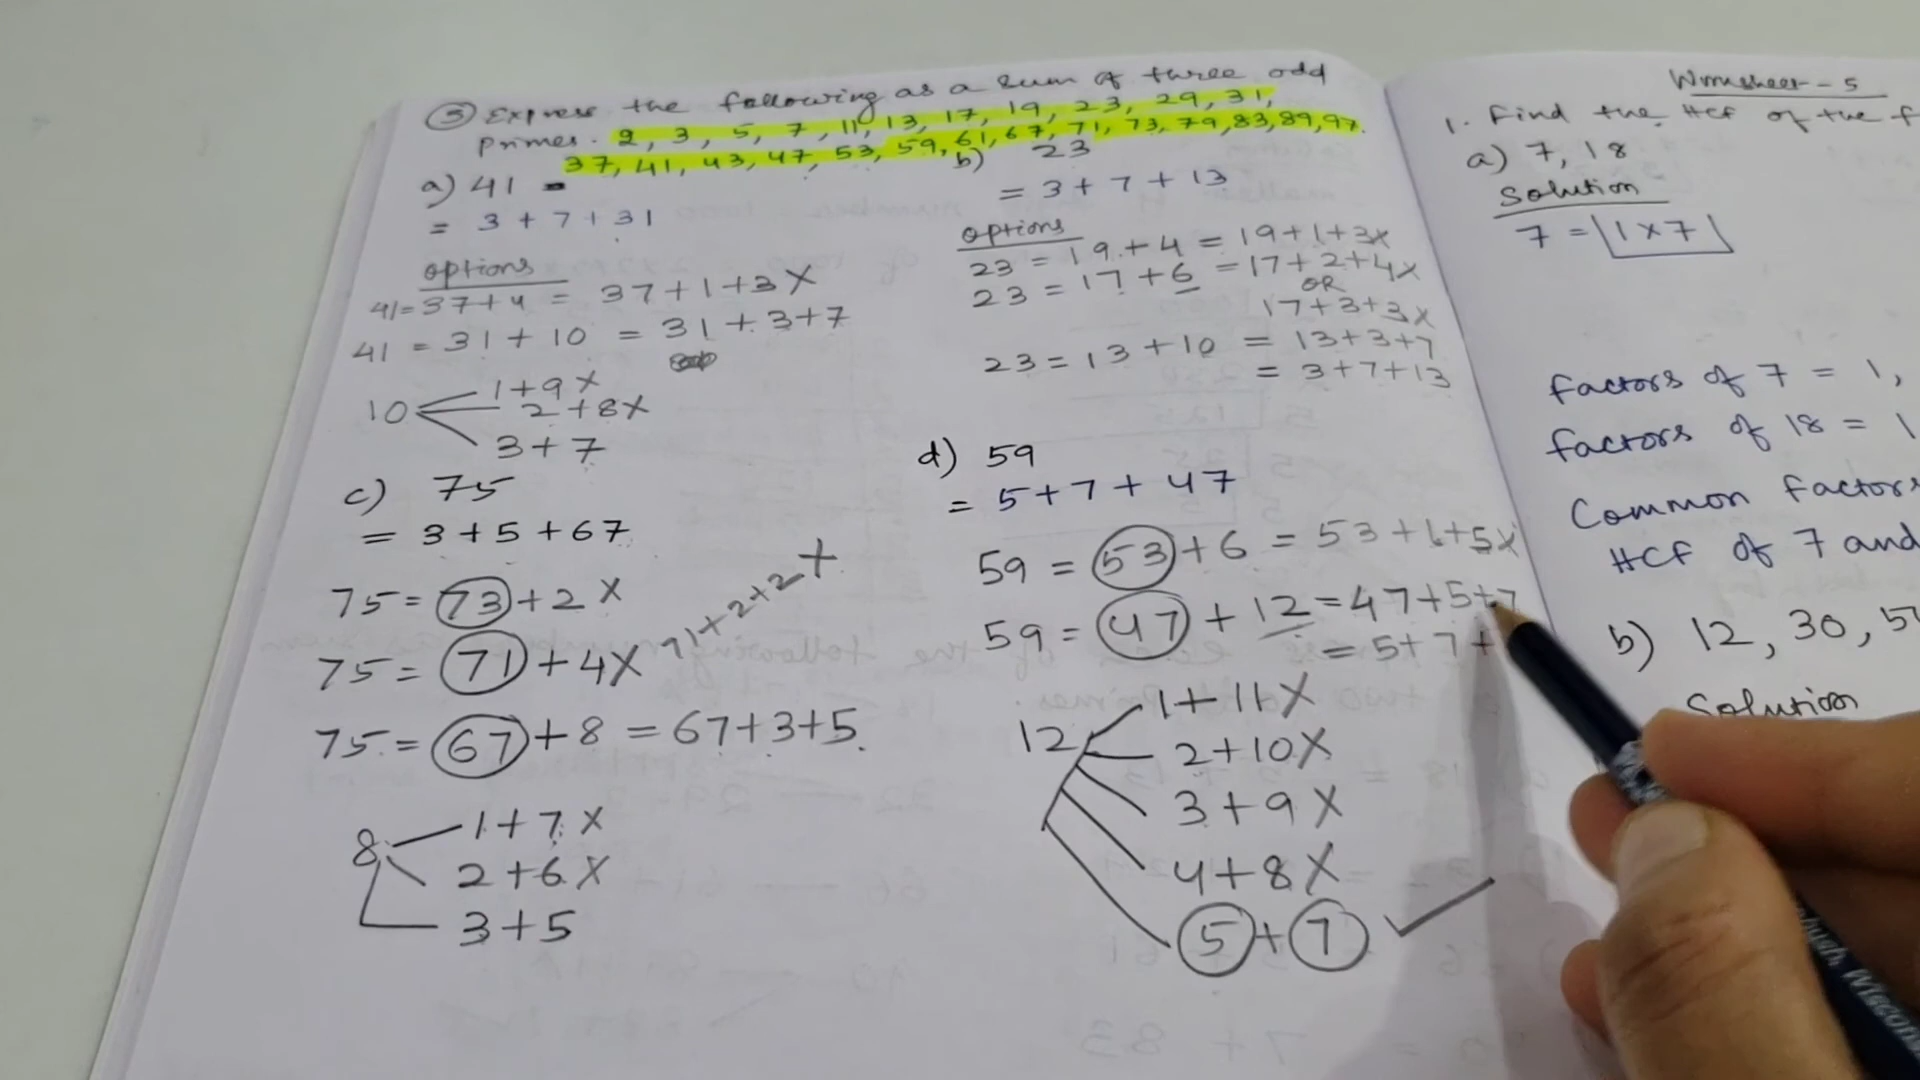 ③ Express the following as a sum of three odd
primes. 2, 3, 5, 7, 11, 13, 17, 19, 23, 29, 31,
37, 41, 43, 47, 53, 59, 61, 67, 71, 73, 79, 83, 89, 97.
a) 41
= 3 + 7 + 31
options
41 = 37 + 4 = 37 + 1 + 3 X
41 = 31 + 10 = 31 + 3 + 7
10
1 + 9 X
2 + 8 X
3 + 7
b) 23
= 3 + 7 + 13
options
23 = 19 + 4 = 19 + 1 + 3 X
23 = 17 + 6 = 17 + 2 + 4 X
OR
17 + 3 + 3 X
23 = 13 + 10 = 13 + 3 + 7
= 3 + 7 + 13
c) 75
= 3 + 5 + 67
75 = 73 + 2 X
75 = 71 + 4 X 71 + 2 + 2 X
75 = 67 + 8 = 67 + 3 + 5.
8
1 + 7 X
2 + 6 X
3 + 5
d) 59
= 5 + 7 + 47
59 = 53 + 6 = 53 + 1 + 5 X
59 = 47 + 12 = 47 + 5 + 7
= 5 + 7 +
12
1 + 11 X
2 + 10 X
3 + 9 X
4 + 8 X
5 + 7 ✓
Worksheet - 5
1. Find the HCF of the f
a) 7, 18
Solution
7 = 1 x 7
Factors of 7 = 1,
Factors of 18 = 1
Common Factors
HCF of 7 and
b) 12, 30, 5
Solution